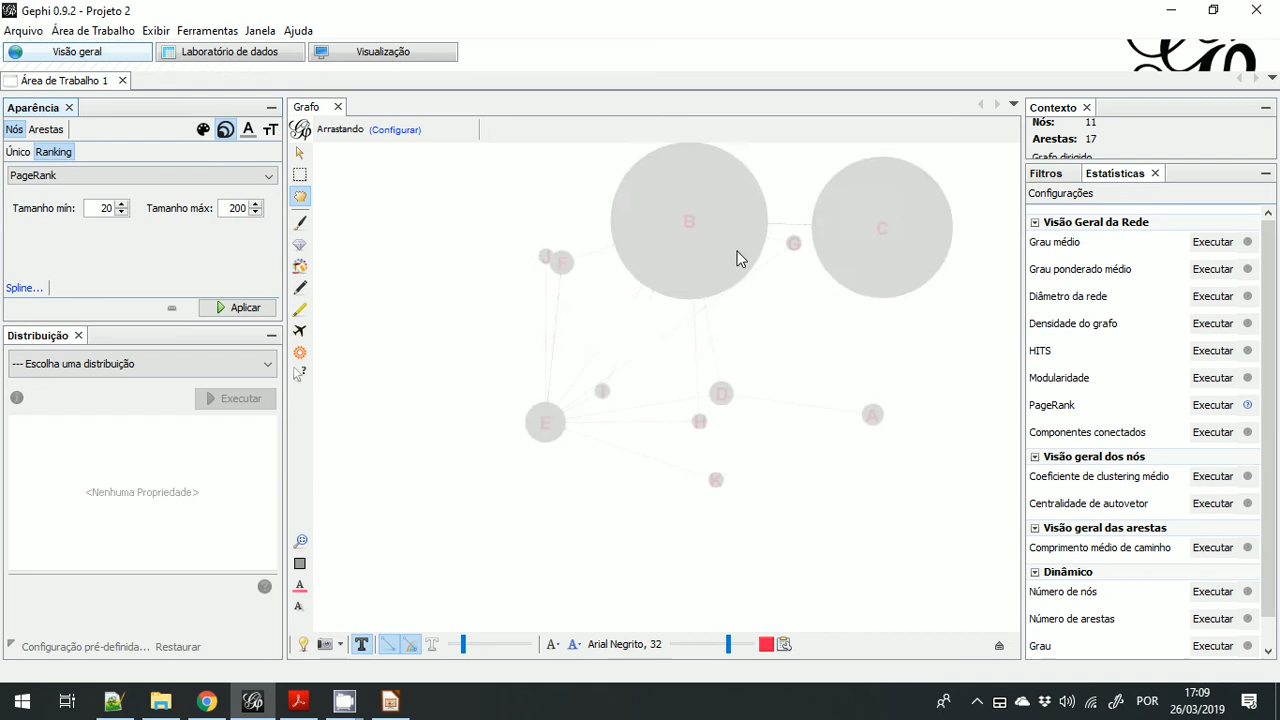 Gephi 0.9.2 - Projeto 2
Arquivo Área de Trabalho Exibir Ferramentas Janela Ajuda
Visão geral Laboratório de dados Visualização
Área de Trabalho 1
Aparência
Nós Arestas
Único Ranking
PageRank
Tamanho mín: 20 Tamanho máx: 200
Spline...
Aplicar
Distribuição
--- Escolha uma distribuição
Executar
<Nenhuma Propriedade>
Configuração pré-definida... Restaurar
Grafo
Arrastando (Configurar)
B
C
G
J
F
I
D
E
H
A
K
Arial Negrito, 32
Contexto
Nós: 11
Arestas: 17
Grafo dirigido
Filtros Estatísticas
Configurações
Visão Geral da Rede
Grau médio Executar
Grau ponderado médio Executar
Diâmetro da rede Executar
Densidade do grafo Executar
HITS Executar
Modularidade Executar
PageRank Executar
Componentes conectados Executar
Visão geral dos nós
Coeficiente de clustering médio Executar
Centralidade de autovetor Executar
Visão geral das arestas
Comprimento médio de caminho Executar
Dinâmico
Número de nós Executar
Número de arestas Executar
Grau Executar
POR
17:09
26/03/2019